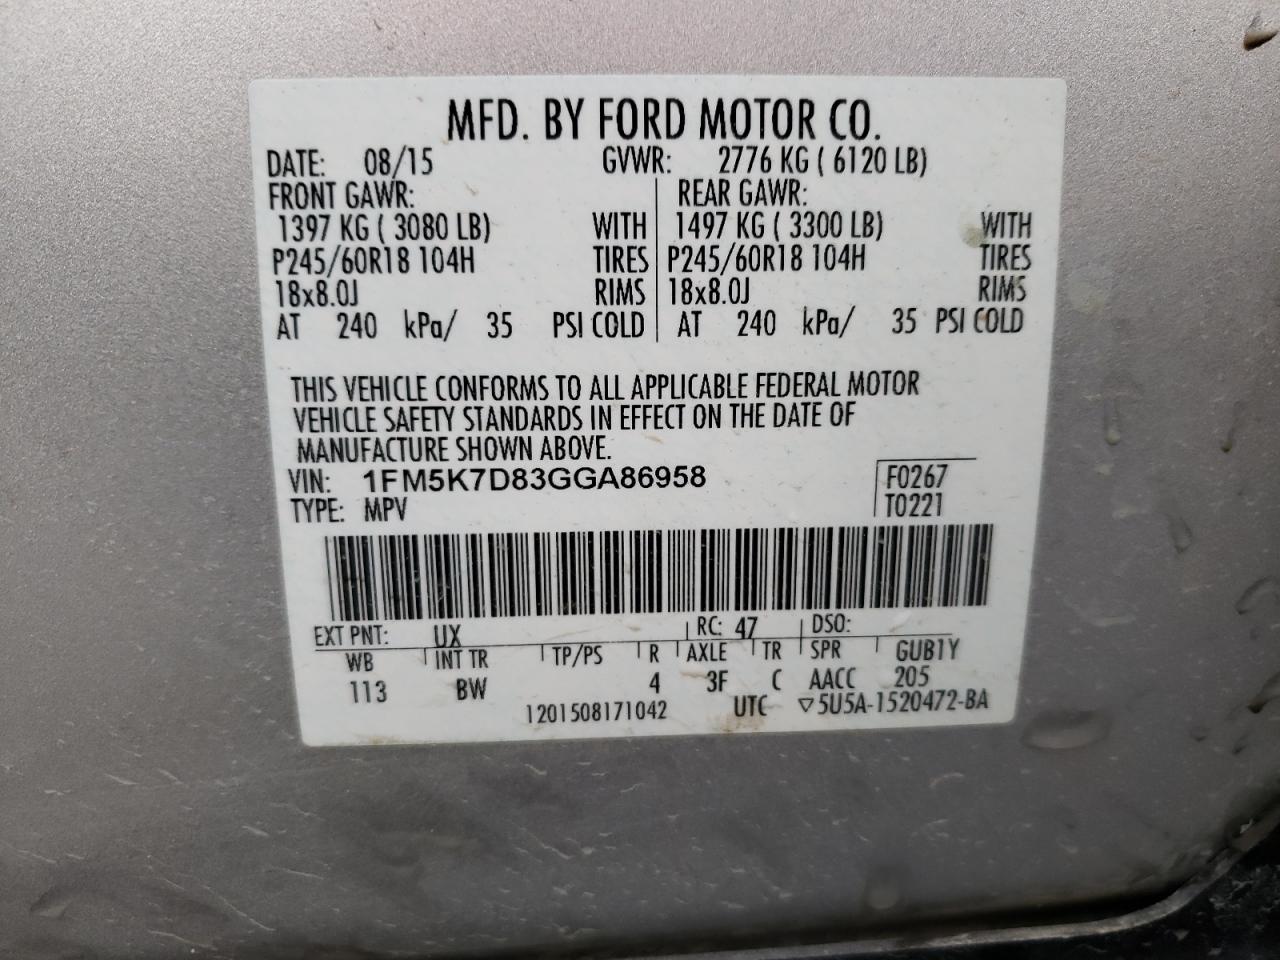 MFD. BY FORD MOTOR CO.
DATE: 08/15 GVWR: 2776 KG ( 6120 LB)
FRONT GAWR: REAR GAWR:
1397 KG ( 3080 LB) WITH 1497 KG ( 3300 LB) WITH
P245/60R18 104H TIRES P245/60R18 104H TIRES
18x8.0J RIMS 18x8.0J RIMS
AT 240 kPa/ 35 PSI COLD AT 240 kPa/ 35 PSI COLD
THIS VEHICLE CONFORMS TO ALL APPLICABLE FEDERAL MOTOR
VEHICLE SAFETY STANDARDS IN EFFECT ON THE DATE OF
MANUFACTURE SHOWN ABOVE.
VIN: 1FM5K7D83GGA86958 F0267
TYPE: MPV T0221
EXT PNT: UX RC: 47 DSO:
WB INT TR TP/PS R AXLE TR SPR GUB1Y
113 BW 4 3F C AACC 205
1201508171042 UTC ▽5U5A-1520472-BA